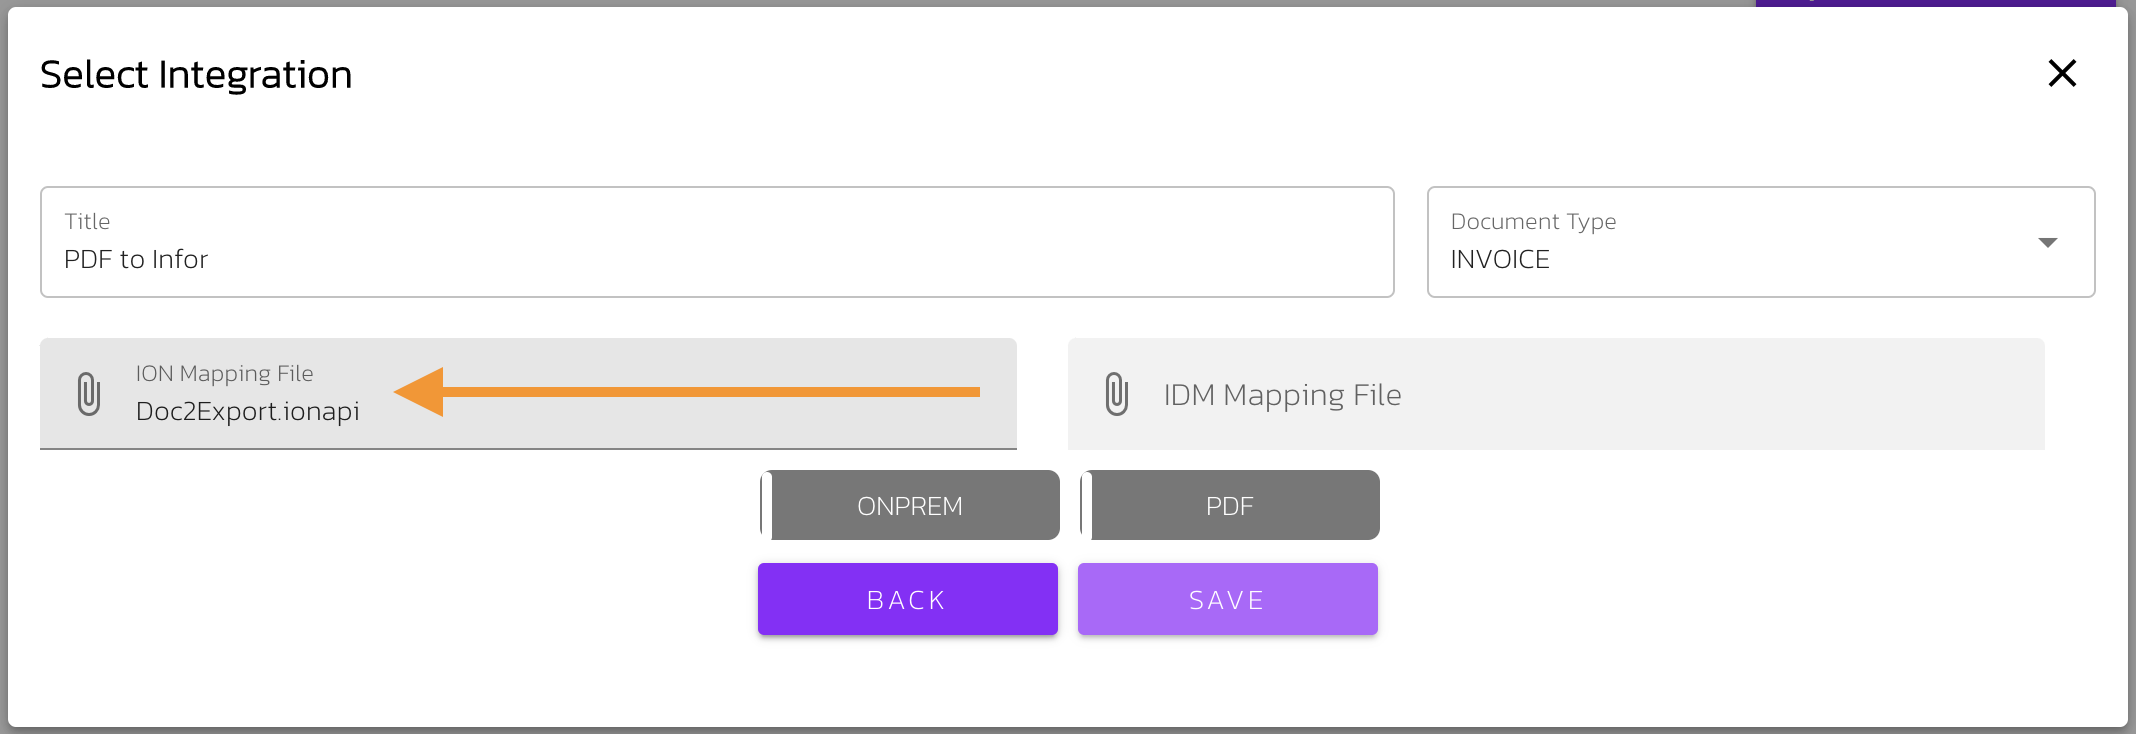 Select Integration
Title
PDF to Infor
Document Type
INVOICE
ION Mapping File
Doc2Export.ionapi
IDM Mapping File
ONPREM
PDF
BACK
SAVE